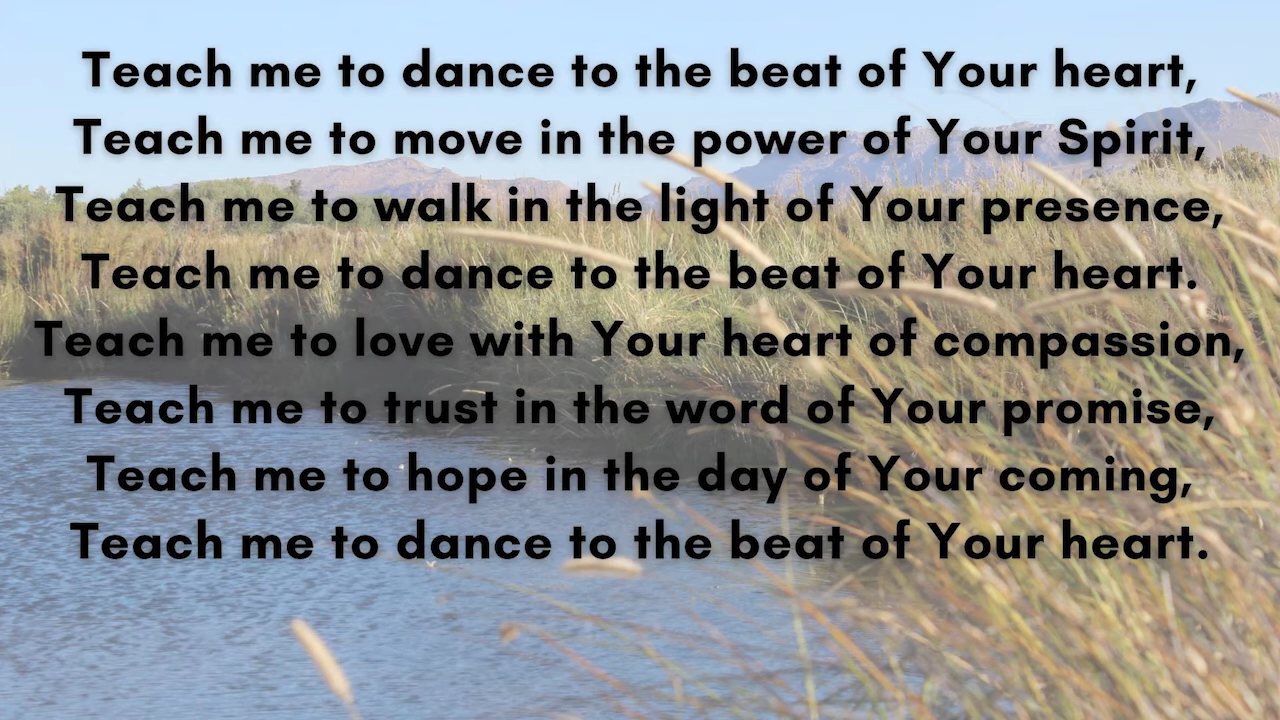 Teach me to dance to the beat of Your heart,
Teach me to move in the power of Your Spirit,
Teach me to walk in the light of Your presence,
Teach me to dance to the beat of Your heart.
Teach me to love with Your heart of compassion,
Teach me to trust in the word of Your promise,
Teach me to hope in the day of Your coming,
Teach me to dance to the beat of Your heart.